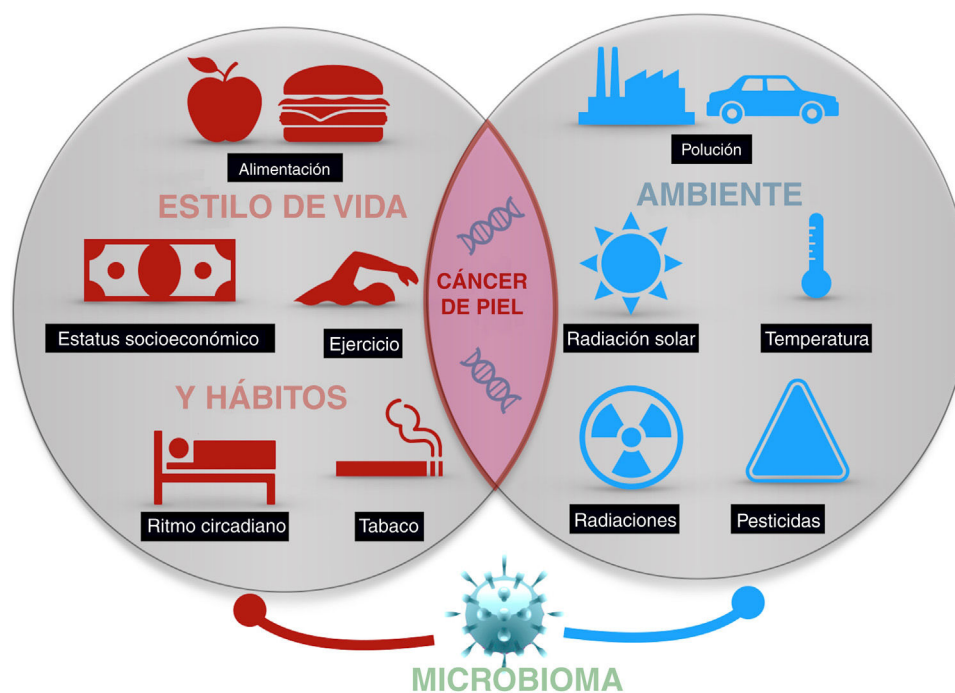 Alimentación
Polución
ESTILO DE VIDA
AMBIENTE
CÁNCER
DE PIEL
Estatus socioeconómico
Ejercicio
Radiación solar
Temperatura
Y HÁBITOS
Ritmo circadiano
Tabaco
Radiaciones
Pesticidas
MICROBIOMA